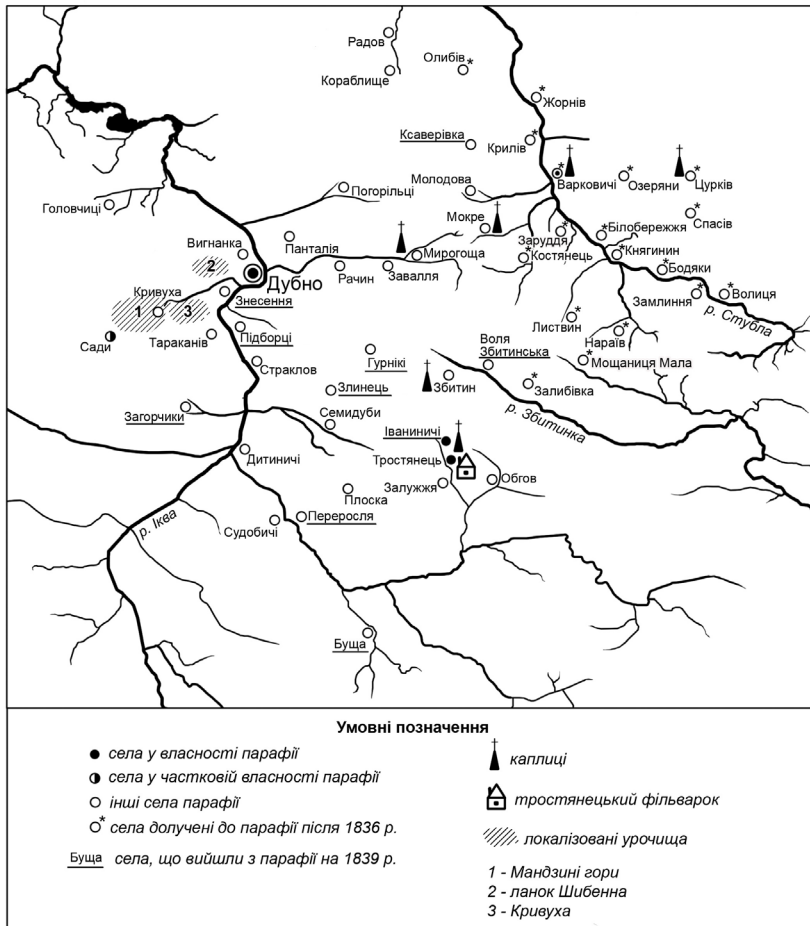 Радов
Олибів
*
Кораблище
*
Жорнів
Ксаверівка
*
Крилів
Молодова
*
Варковичі
*
Озеряни
*
Цурків
Погорільці
Головчиці
Мокре
*
*
Спасів
Вигнанка
Панталія
Мирогоща
*
Заруддя
*
Білобережжя
*
Костянець
*
Княгинин
2
Дубно
Рачин
Завалля
*
Бодяки
Кривуха
Знесення
Замлиння
*
*
Волиця
1
3
р. Стубла
Сади
Тараканів
Підборці
*
Листвин
*
Нараїв
Гурнікі
Воля
Збитинська
Страклов
*
Мощаниця Мала
Злинець
Збитин
*
Залибівка
Загорчики
Семидуби
р. Збитинка
Іваниничі
Дитиничі
Тростянець
Залужжя
Обгов
Плоска
р. Іква
Судобичі
Переросля
Буща
Умовні позначення
села у власності парафії
села у частковій власності парафії
інші села парафії
* села долучені до парафії після 1836 р.
Буща села, що вийшли з парафії на 1839 р.
каплиці
тростянецький фільварок
локалізовані урочища
1 - Мандзині гори
2 - ланок Шибенна
3 - Кривуха